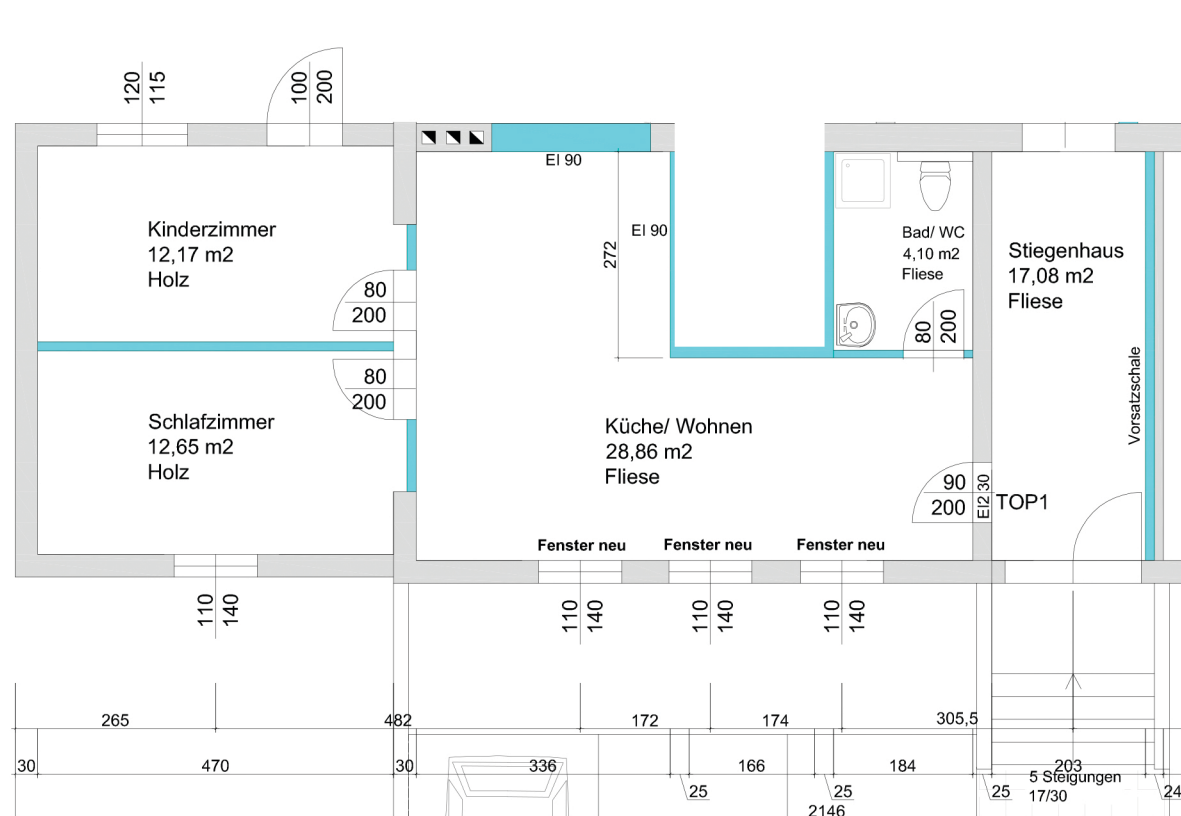 120
115
100
200
EI 90
EI 90
272
Kinderzimmer
12,17 m2
Holz
80
200
Bad/ WC
4,10 m2
Fliese
80
200
Stiegenhaus
17,08 m2
Fliese
Vorsatzschale
80
200
Schlafzimmer
12,65 m2
Holz
Küche/ Wohnen
28,86 m2
Fliese
90
200
EI2 30
TOP1
Fenster neu
Fenster neu
Fenster neu
110
140
110
140
110
140
110
140
265
482
172
174
305,5
30
470
30
336
166
184
203
25
25
25
24
5 Steigungen
17/30
2146